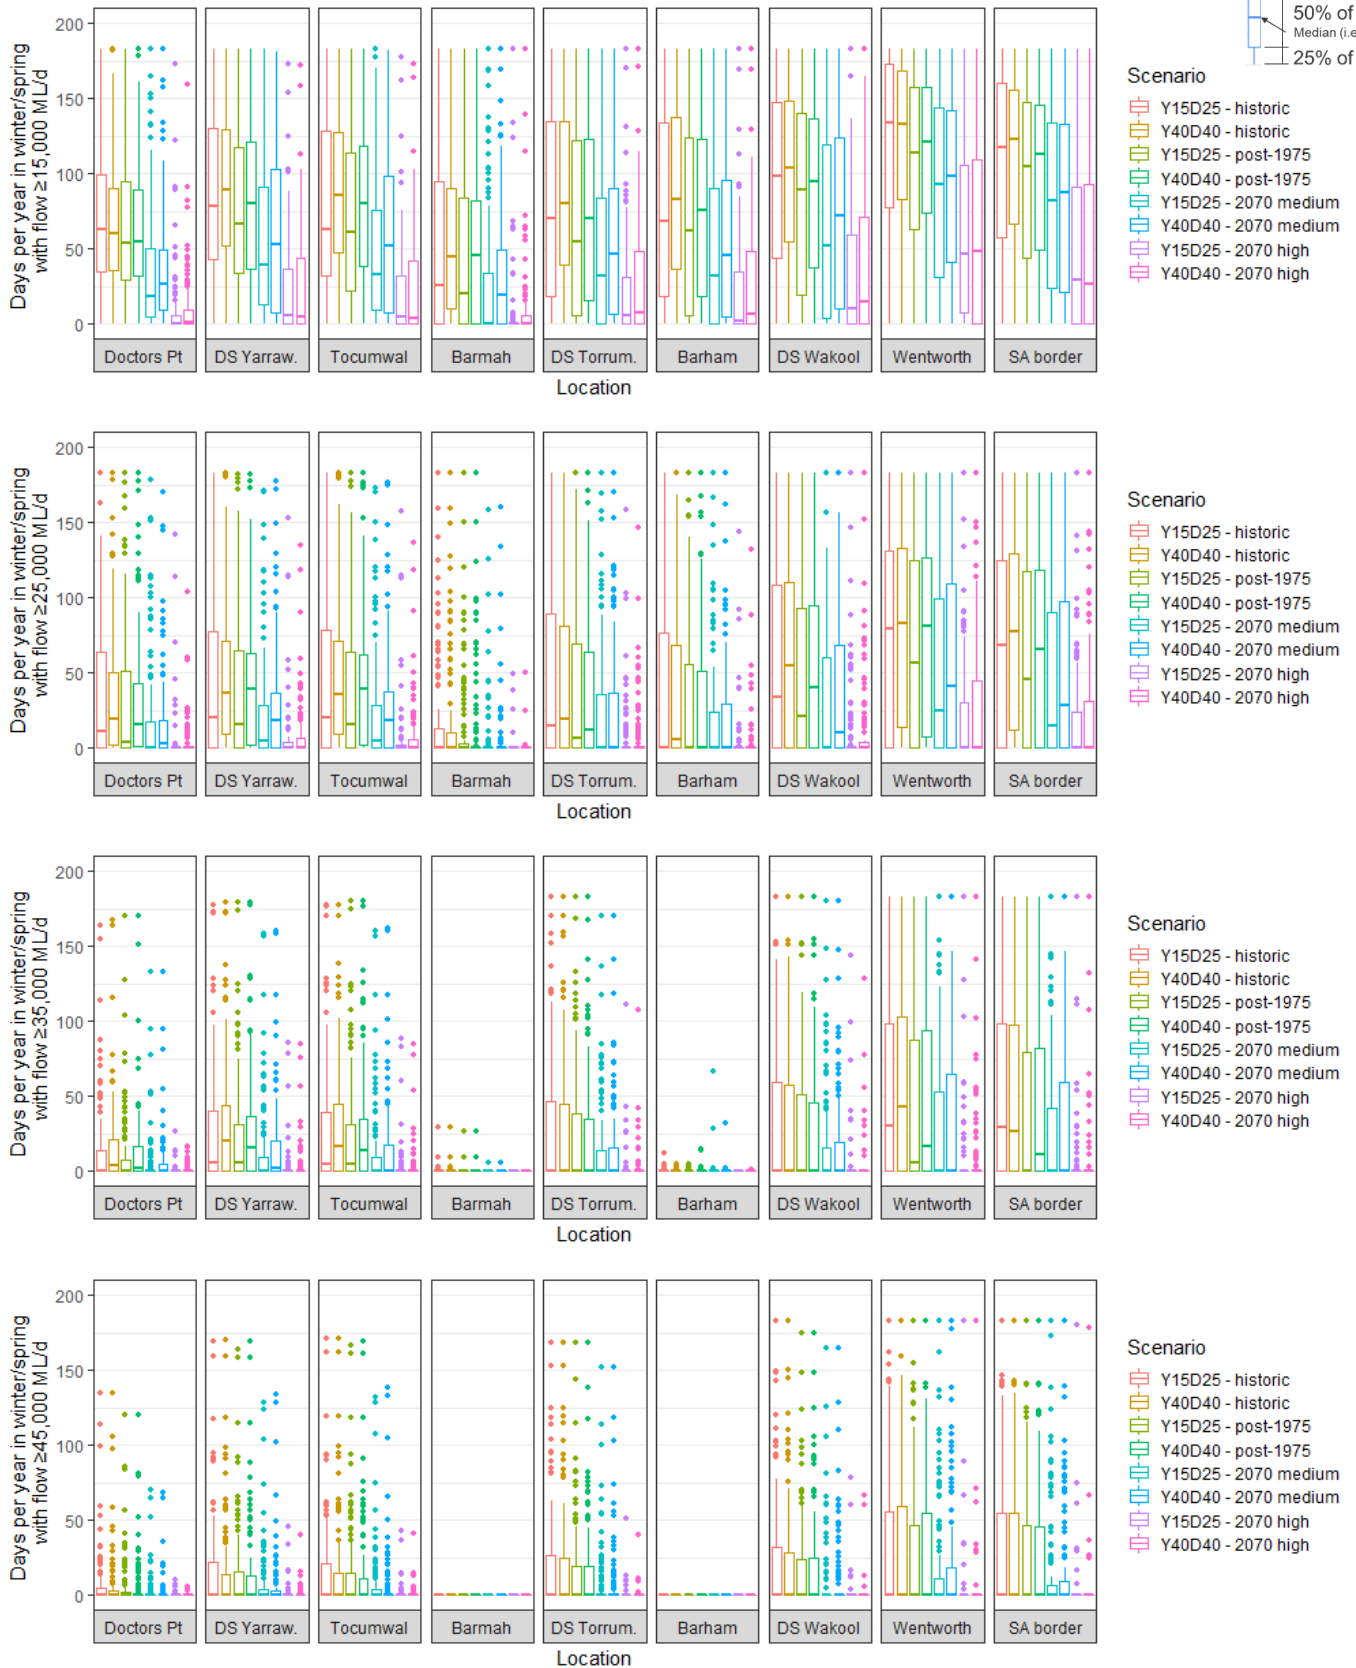 50% of
Median (i.e
25% of
Days per year in winter/spring
with flow ≥15,000 ML/d
200
150
100
50
0
Doctors Pt DS Yarraw. Tocumwal Barmah DS Torrum. Barham DS Wakool Wentworth SA border
Location
Scenario
Y15D25 - historic
Y40D40 - historic
Y15D25 - post-1975
Y40D40 - post-1975
Y15D25 - 2070 medium
Y40D40 - 2070 medium
Y15D25 - 2070 high
Y40D40 - 2070 high
Days per year in winter/spring
with flow ≥25,000 ML/d
200
150
100
50
0
Doctors Pt DS Yarraw. Tocumwal Barmah DS Torrum. Barham DS Wakool Wentworth SA border
Location
Scenario
Y15D25 - historic
Y40D40 - historic
Y15D25 - post-1975
Y40D40 - post-1975
Y15D25 - 2070 medium
Y40D40 - 2070 medium
Y15D25 - 2070 high
Y40D40 - 2070 high
Days per year in winter/spring
with flow ≥35,000 ML/d
200
150
100
50
0
Doctors Pt DS Yarraw. Tocumwal Barmah DS Torrum. Barham DS Wakool Wentworth SA border
Location
Scenario
Y15D25 - historic
Y40D40 - historic
Y15D25 - post-1975
Y40D40 - post-1975
Y15D25 - 2070 medium
Y40D40 - 2070 medium
Y15D25 - 2070 high
Y40D40 - 2070 high
Days per year in winter/spring
with flow ≥45,000 ML/d
200
150
100
50
0
Doctors Pt DS Yarraw. Tocumwal Barmah DS Torrum. Barham DS Wakool Wentworth SA border
Location
Scenario
Y15D25 - historic
Y40D40 - historic
Y15D25 - post-1975
Y40D40 - post-1975
Y15D25 - 2070 medium
Y40D40 - 2070 medium
Y15D25 - 2070 high
Y40D40 - 2070 high